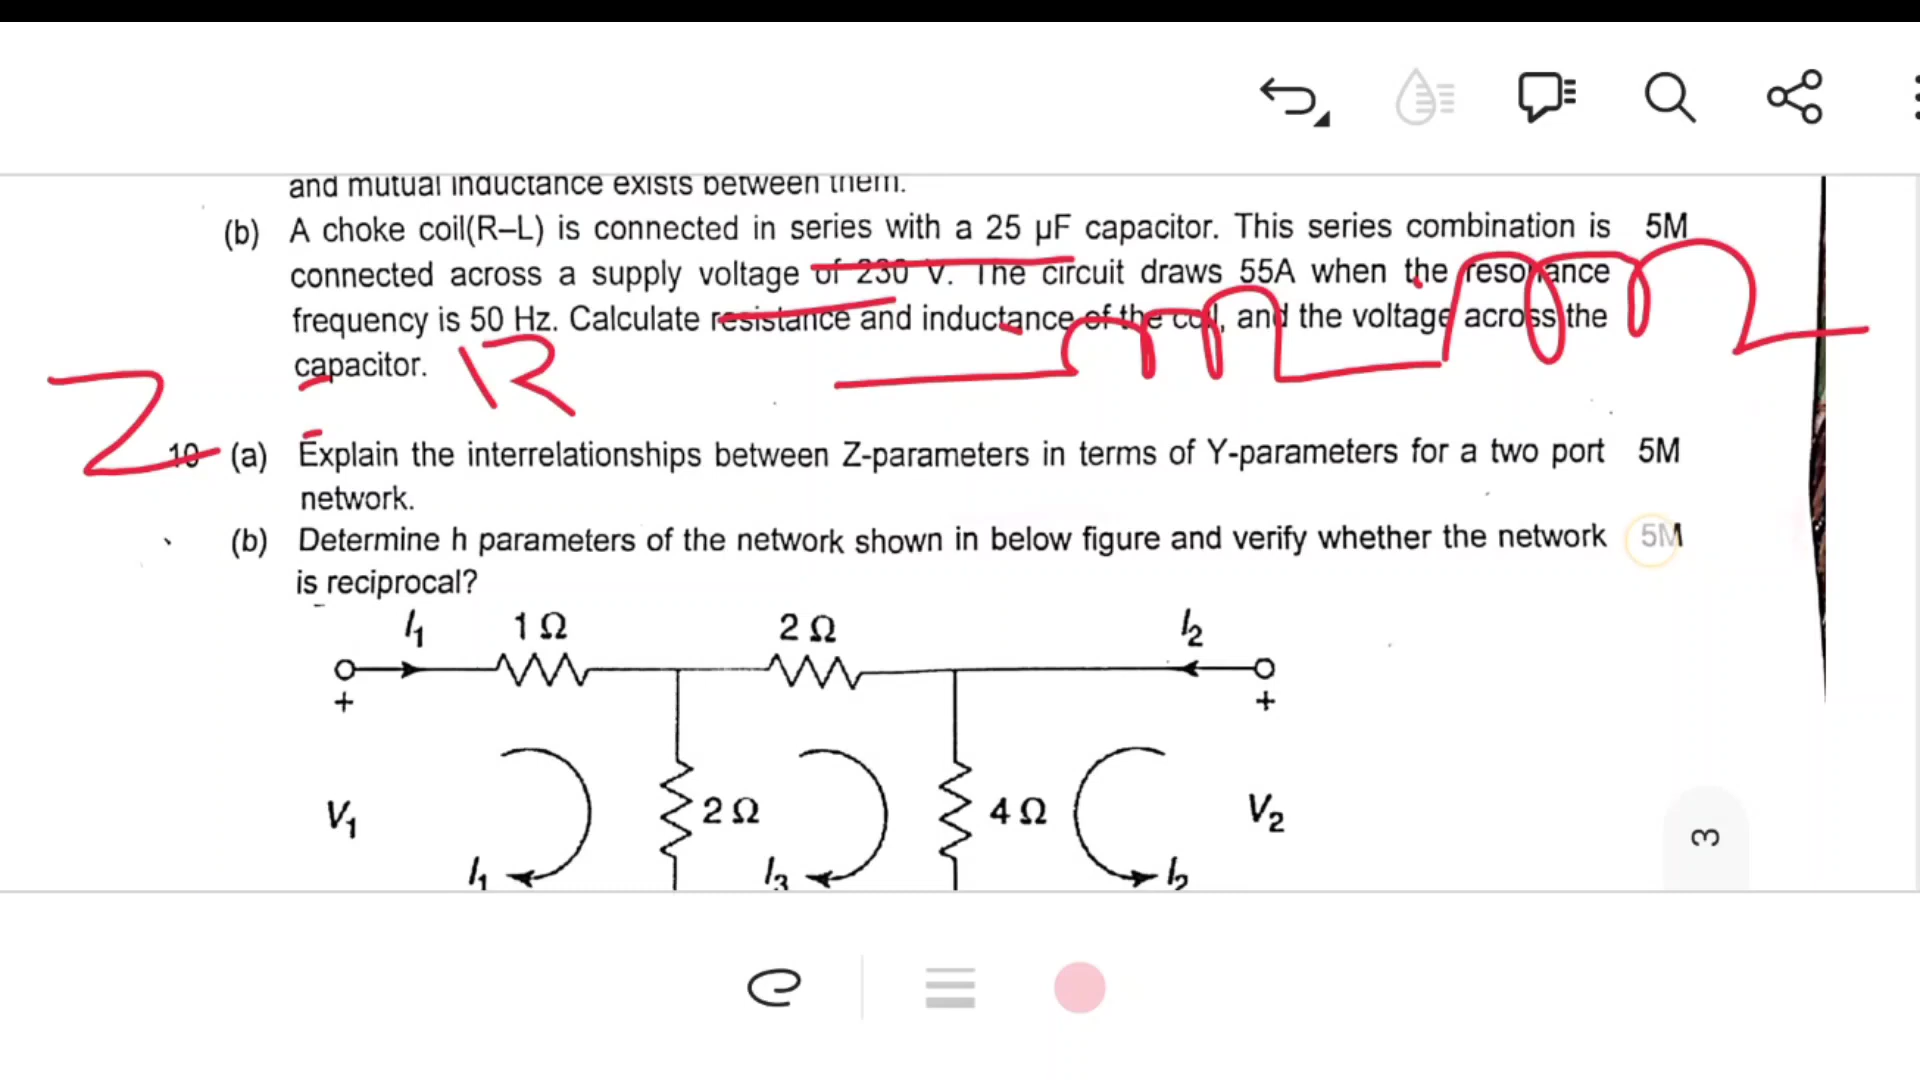 and mutual inductance exists between them.
(b) A choke coil(R–L) is connected in series with a 25 μF capacitor. This series combination is 5M
connected across a supply voltage of 230 V. The circuit draws 55A when the resonance
frequency is 50 Hz. Calculate resistance and inductance of the coil, and the voltage across the
capacitor.
Z = R
10 (a) Explain the interrelationships between Z-parameters in terms of Y-parameters for a two port 5M
network.
(b) Determine h parameters of the network shown in below figure and verify whether the network 5M
is reciprocal?
I1 1 Ω 2 Ω I2
+ +
V1 2 Ω 4 Ω V2
I1 I3 I2
3